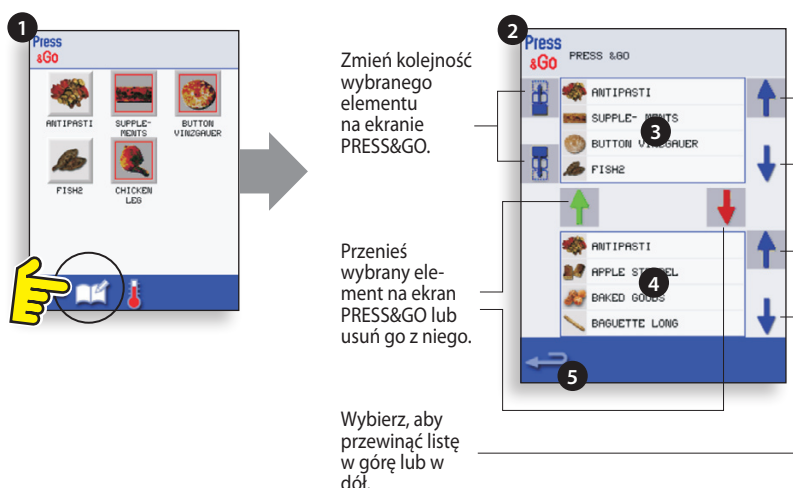 1
Press
&Go
ANTIPASTI
SUPPLE-
MENTS
BUTTON
VINZGAUER
FISH2
CHICKEN
LEG
Zmień kolejność
wybranego
elementu
na ekranie
PRESS&GO.
Przenieś
wybrany ele-
ment na ekran
PRESS&GO lub
usuń go z niego.
Wybierz, aby
przewinąć listę
w górę lub w
dół.
2
Press
&Go
PRESS &GO
ANTIPASTI
SUPPLE- MENTS
3
BUTTON
FISH2
ANTIPASTI
APPLE
4
BAKED GOODS
BAGUETTE LONG
5